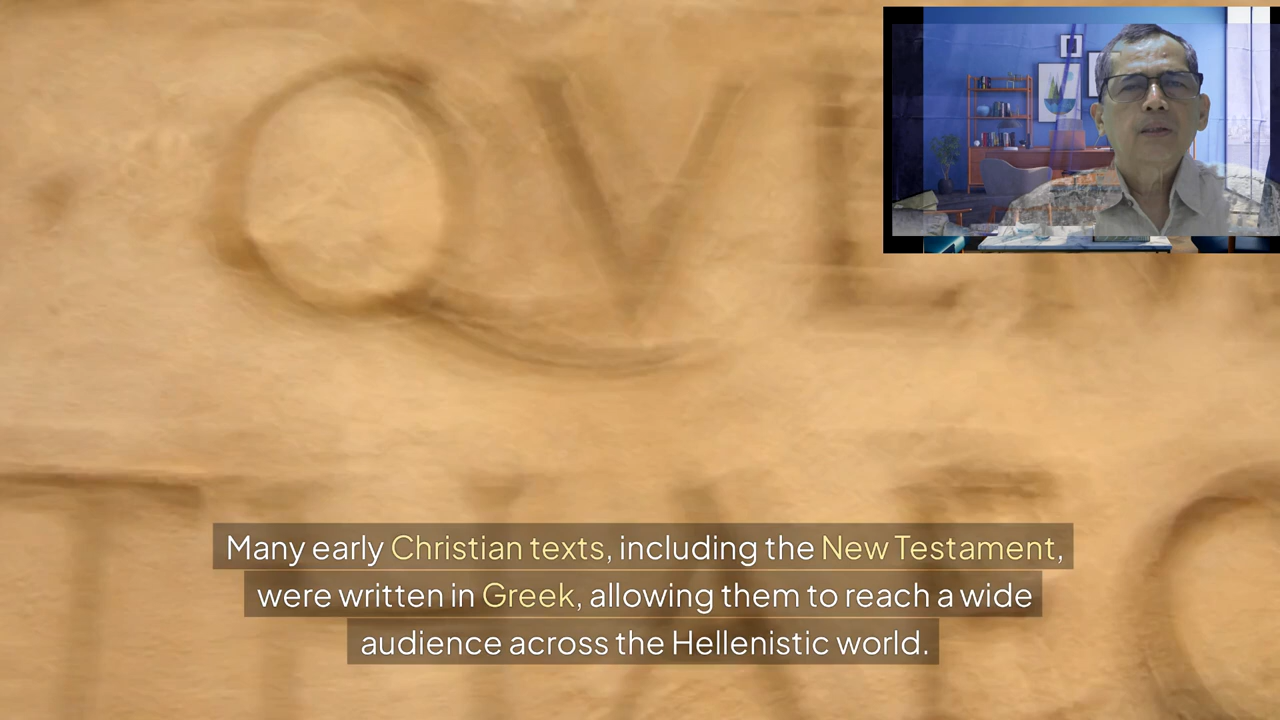 QVE
Many early Christian texts, including the New Testament,
were written in Greek, allowing them to reach a wide
audience across the Hellenistic world.